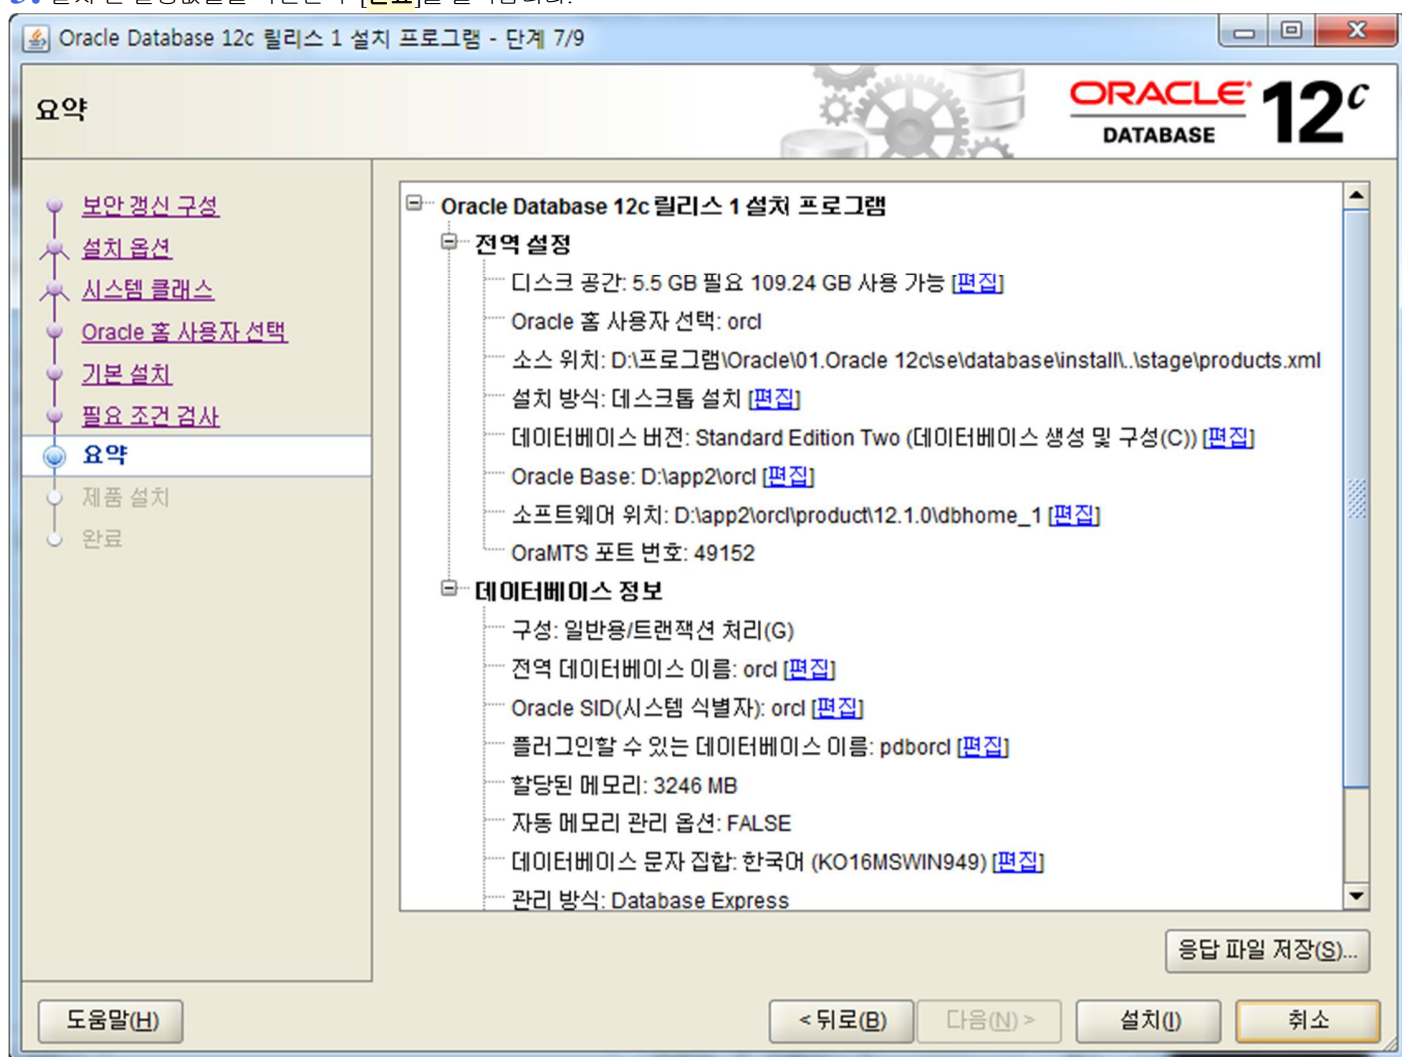 Oracle Database 12c 릴리스 1 설치 프로그램 - 단계 7/9
요약
ORACLE DATABASE 12c
보안 갱신 구성
설치 옵션
시스템 클래스
Oracle 홈 사용자 선택
기본 설치
필요 조건 검사
요약
제품 설치
완료
Oracle Database 12c 릴리스 1 설치 프로그램
전역 설정
디스크 공간: 5.5 GB 필요 109.24 GB 사용 가능 [편집]
Oracle 홈 사용자 선택: orcl
소스 위치: D:\프로그램\Oracle\01.Oracle 12c\se\database\install\..\stage\products.xml
설치 방식: 데스크톱 설치 [편집]
데이터베이스 버전: Standard Edition Two (데이터베이스 생성 및 구성(C)) [편집]
Oracle Base: D:\app2\orcl [편집]
소프트웨어 위치: D:\app2\orcl\product\12.1.0\dbhome_1 [편집]
OraMTS 포트 번호: 49152
데이터베이스 정보
구성: 일반용/트랜잭션 처리(G)
전역 데이터베이스 이름: orcl [편집]
Oracle SID(시스템 식별자): orcl [편집]
플러그인할 수 있는 데이터베이스 이름: pdborcl [편집]
할당된 메모리: 3246 MB
자동 메모리 관리 옵션: FALSE
데이터베이스 문자 집합: 한국어 (KO16MSWIN949) [편집]
관리 방식: Database Express
응답 파일 저장(S)...
도움말(H)
< 뒤로(B)
다음(N) >
설치(I)
취소